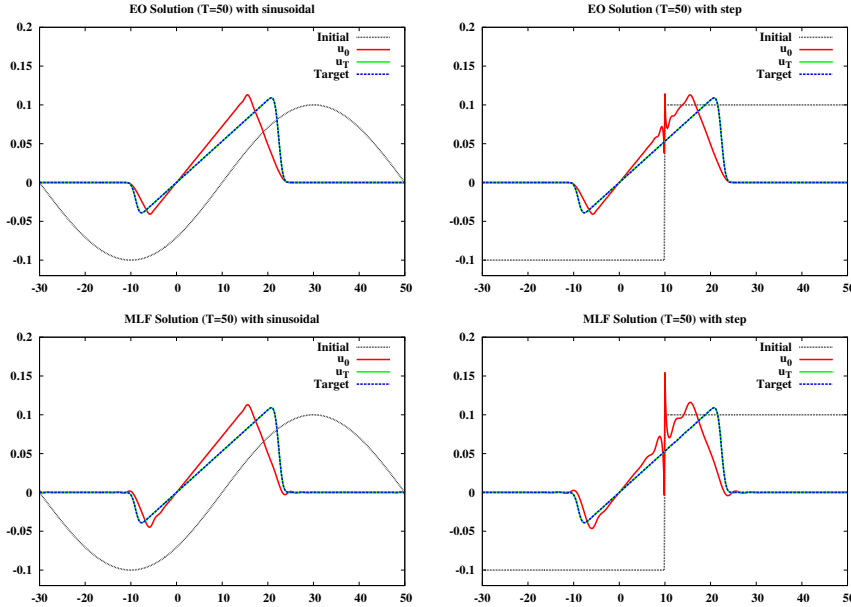 EO Solution (T=50) with sinusoidal
0.2
0.15
0.1
0.05
0
-0.05
-0.1
-30 -20 -10 0 10 20 30 40 50
Initial
u0
uT
Target
EO Solution (T=50) with step
0.2
0.15
0.1
0.05
0
-0.05
-0.1
-30 -20 -10 0 10 20 30 40 50
Initial
u0
uT
Target
MLF Solution (T=50) with sinusoidal
0.2
0.15
0.1
0.05
0
-0.05
-0.1
-30 -20 -10 0 10 20 30 40 50
Initial
u0
uT
Target
MLF Solution (T=50) with step
0.2
0.15
0.1
0.05
0
-0.05
-0.1
-30 -20 -10 0 10 20 30 40 50
Initial
u0
uT
Target